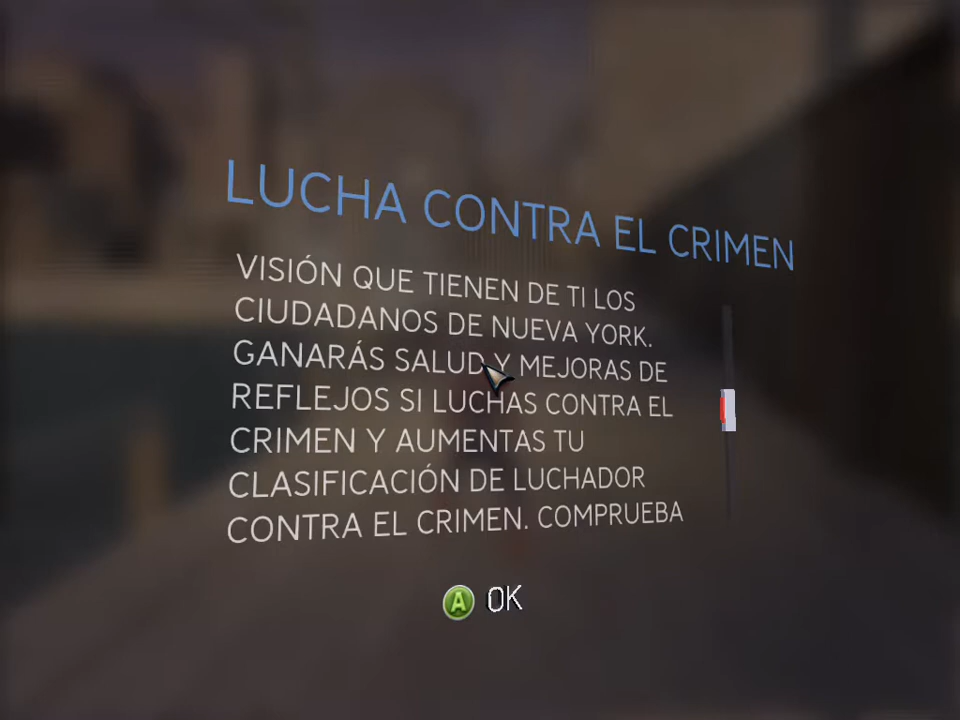 LUCHA CONTRA EL CRIMEN
VISIÓN QUE TIENEN DE TI LOS
CIUDADANOS DE NUEVA YORK.
GANARÁS SALUD Y MEJORAS DE
REFLEJOS SI LUCHAS CONTRA EL
CRIMEN Y AUMENTAS TU
CLASIFICACIÓN DE LUCHADOR
CONTRA EL CRIMEN. COMPRUEBA
A OK